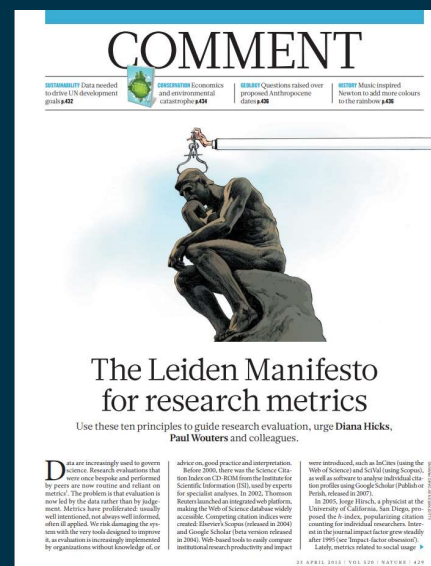 COMMENT
SUSTAINABILITY Data needed
to drive UN development
goals p.432
CONSERVATION Economics
and environmental
catastrophe p.434
GEOLOGY Questions raised over
proposed Anthropocene
dates p.436
HISTORY Music inspired
Newton to add more colours
to the rainbow p.436
The Leiden Manifesto
for research metrics
Use these ten principles to guide research evaluation, urge Diana Hicks,
Paul Wouters and colleagues.
Data are increasingly used to govern
science. Research evaluations that
were once bespoke and performed
by peers are now routine and reliant on
metrics¹. The problem is that evaluation is
now led by the data rather than by judge-
ment. Metrics have proliferated: usually
well intentioned, not always well informed,
often ill applied. We risk damaging the sys-
tem with the very tools designed to improve
it, as evaluation is increasingly implemented
by organizations without knowledge of, or
advice on, good practice and interpretation.
Before 2000, there was the Science Cita-
tion Index on CD-ROM from the Institute for
Scientific Information (ISI), used by experts
for specialist analyses. In 2002, Thomson
Reuters launched an integrated web platform,
making the Web of Science database widely
accessible. Competing citation indices were
created: Elsevier's Scopus (released in 2004)
and Google Scholar (beta version released
in 2004). Web-based tools to easily compare
institutional research productivity and impact
were introduced, such as InCites (using the
Web of Science) and SciVal (using Scopus),
as well as software to analyse individual cita-
tion profiles using Google Scholar (Publish or
Perish, released in 2007).
In 2005, Jorge Hirsch, a physicist at the
University of California, San Diego, pro-
posed the h-index, popularizing citation
counting for individual researchers. Inter-
est in the journal impact factor grew steadily
after 1995 (see 'Impact-factor obsession').
Lately, metrics related to social usage
23 APRIL 2015 | VOL 520 | NATURE | 429